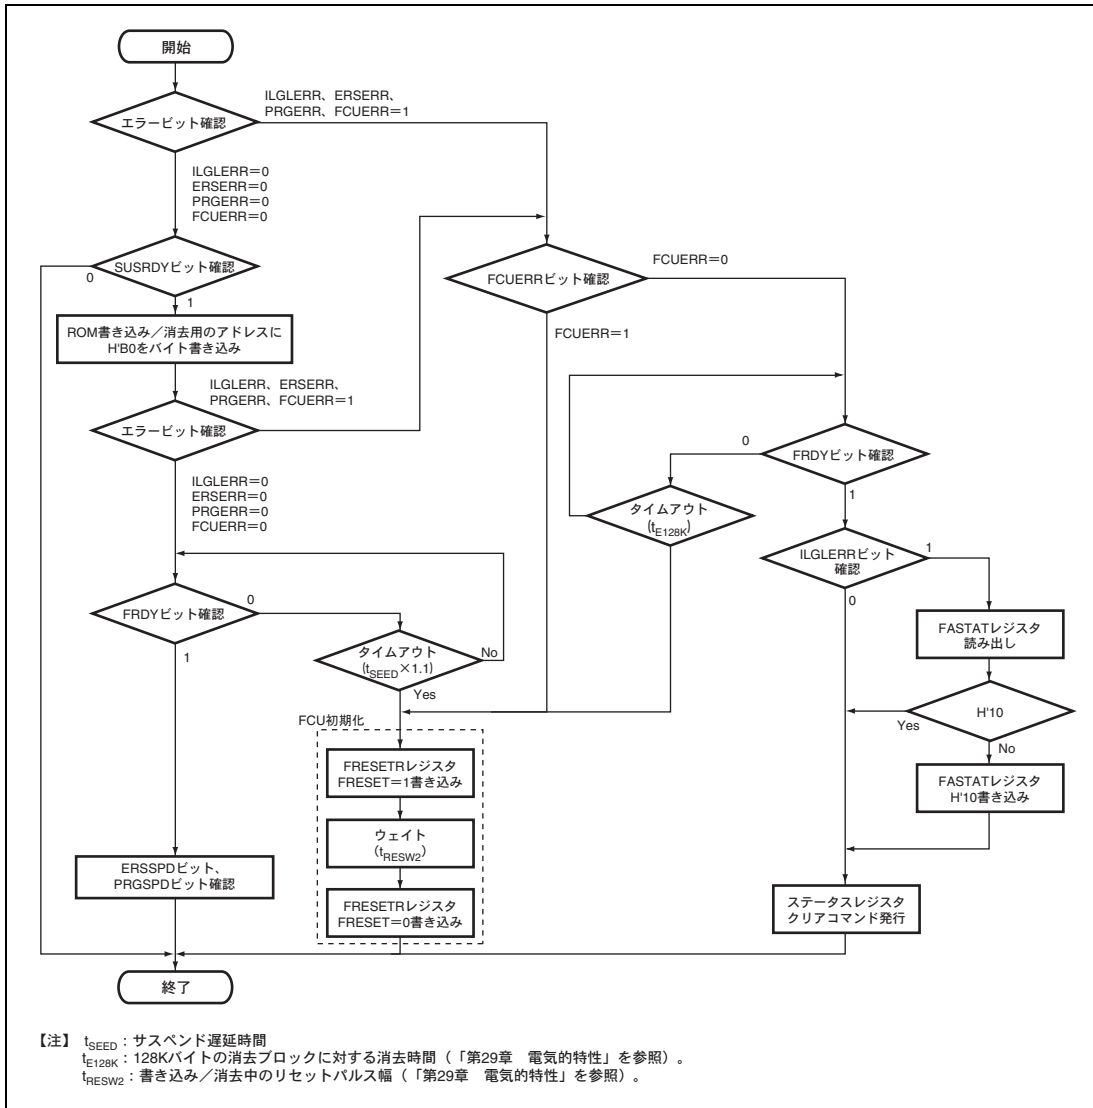 開始
エラービット確認
ILGLERR、ERSERR、
PRGERR、FCUERR＝1
ILGLERR＝0
ERSERR＝0
PRGERR＝0
FCUERR＝0
SUSRDYビット確認
0
1
ROM書き込み／消去用のアドレスに
H'B0をバイト書き込み
ILGLERR、ERSERR、
PRGERR、FCUERR＝1
エラービット確認
ILGLERR＝0
ERSERR＝0
PRGERR＝0
FCUERR＝0
FRDYビット確認
0
1
タイムアウト
(tSEED×1.1)
No
Yes
FCUERRビット確認
FCUERR＝0
FCUERR＝1
FRDYビット確認
0
1
タイムアウト
(tE128K)
ILGLERRビット
確認
1
0
FASTATレジスタ
読み出し
H'10
Yes
No
FASTATレジスタ
H'10書き込み
FCU初期化
FRESETRレジスタ
FRESET＝1書き込み
ウェイト
(tRESW2)
FRESETRレジスタ
FRESET＝0書き込み
ERSSPDビット、
PRGSPDビット確認
ステータスレジスタ
クリアコマンド発行
終了
【注】 tSEED：サスペンド遅延時間
tE128K：128Kバイトの消去ブロックに対する消去時間（「第29章　電気的特性」を参照）。
tRESW2：書き込み／消去中のリセットパルス幅（「第29章　電気的特性」を参照）。